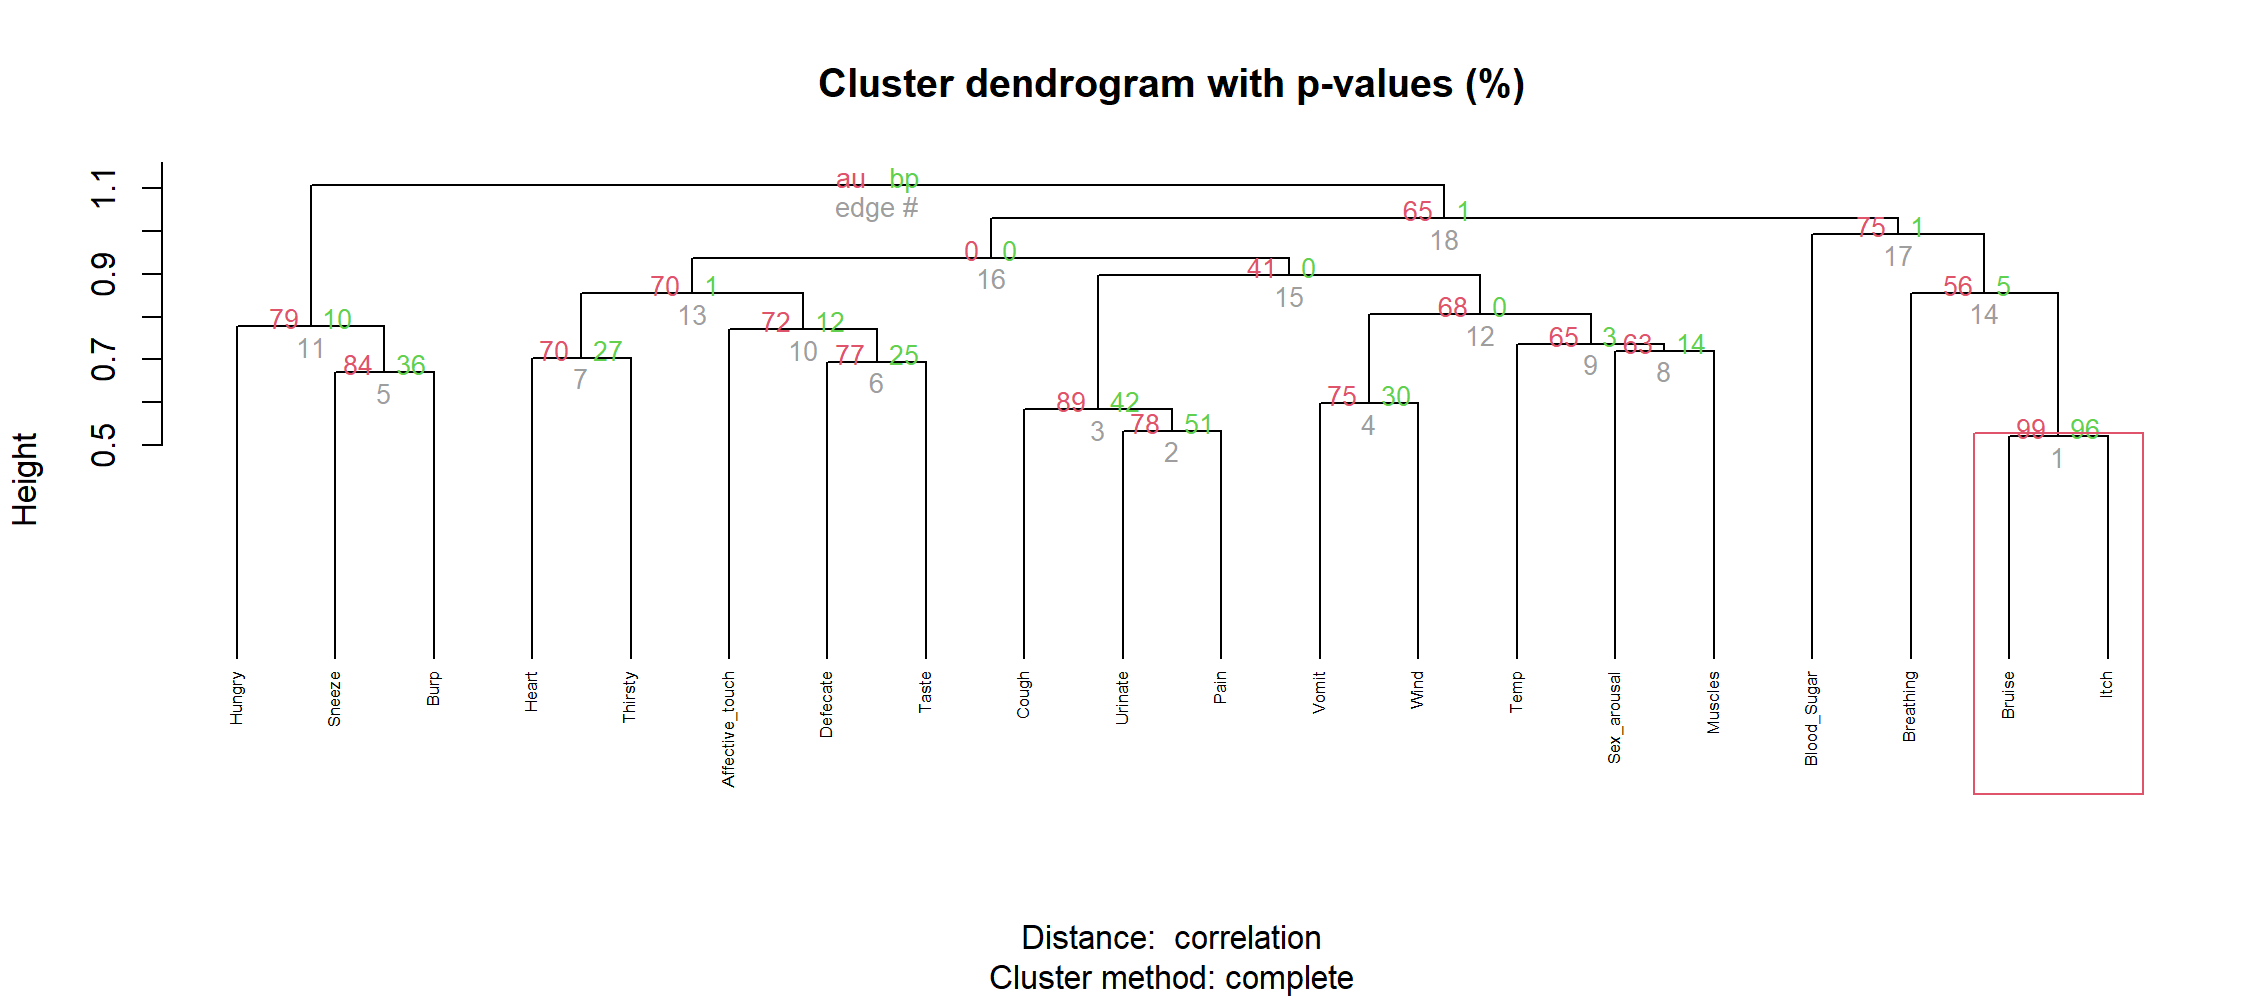 Cluster dendrogram with p-values (%)
Height
0.5 0.7 0.9 1.1
au bp
edge #
65 1
18
75 1
17
0 0
16
41 0
15
70 1
13
56 5
14
68 0
12
79 10
11
72 12
10
65 3
9
63 14
8
70 27
7
77 25
6
84 36
5
75 30
4
89 42
3
78 51
2
99 96
1
Hungry
Sneeze
Burp
Heart
Thirsty
Affective_touch
Defecate
Taste
Cough
Urinate
Pain
Vomit
Wind
Temp
Sex_arousal
Muscles
Blood_Sugar
Breathing
Bruise
Itch
Distance: correlation
Cluster method: complete